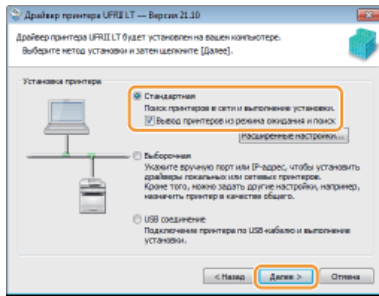 Драйвер принтера UFRII LT — Версия 21.10
Драйвер принтера UFRII LT будет установлен на вашем компьютере.
Выберите метод установки и затем щелкните [Далее].
Установка принтера
Стандартная
Поиск принтеров в сети и выполнение установки.
Вывод принтеров из режима ожидания и поиск
Расширенные настройки...
Выборочная
Укажите вручную порт или IP-адрес, чтобы установить
драйверы локальных или сетевых принтеров.
Кроме того, можно задать другие настройки, например,
назначить принтер в качестве общего.
USB соединение
Подключение принтера по USB-кабелю и выполнение
установки.
< Назад
Далее >
Отмена